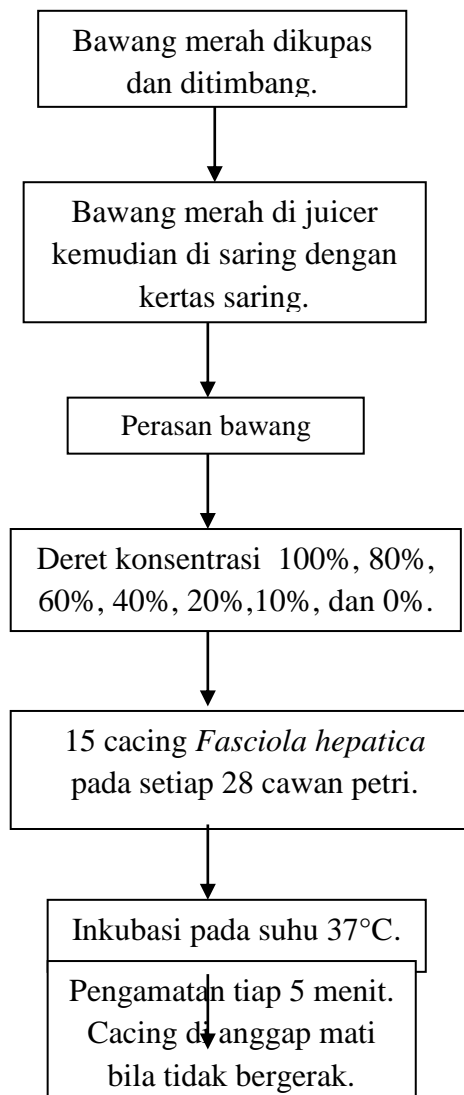 Bawang merah dikupas
dan ditimbang.
Bawang merah di juicer
kemudian di saring dengan
kertas saring.
Perasan bawang
Deret konsentrasi  100%, 80%,
60%, 40%, 20%,10%, dan 0%.
15 cacing Fasciola hepatica
pada setiap 28 cawan petri.
Inkubasi pada suhu 37°C.
Pengamatan tiap 5 menit.
Cacing di anggap mati
bila tidak bergerak.